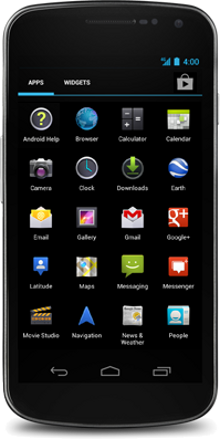 4:00
APPS WIDGETS
Android Help Browser Calculator Calendar
Camera Clock Downloads Earth
Email Gallery Gmail Google+
Latitude Maps Messaging Messenger
Movie Studio Navigation News & Weather People